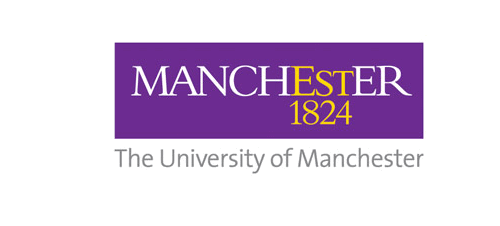 MANCHEsTER
1824
The University of Manchester